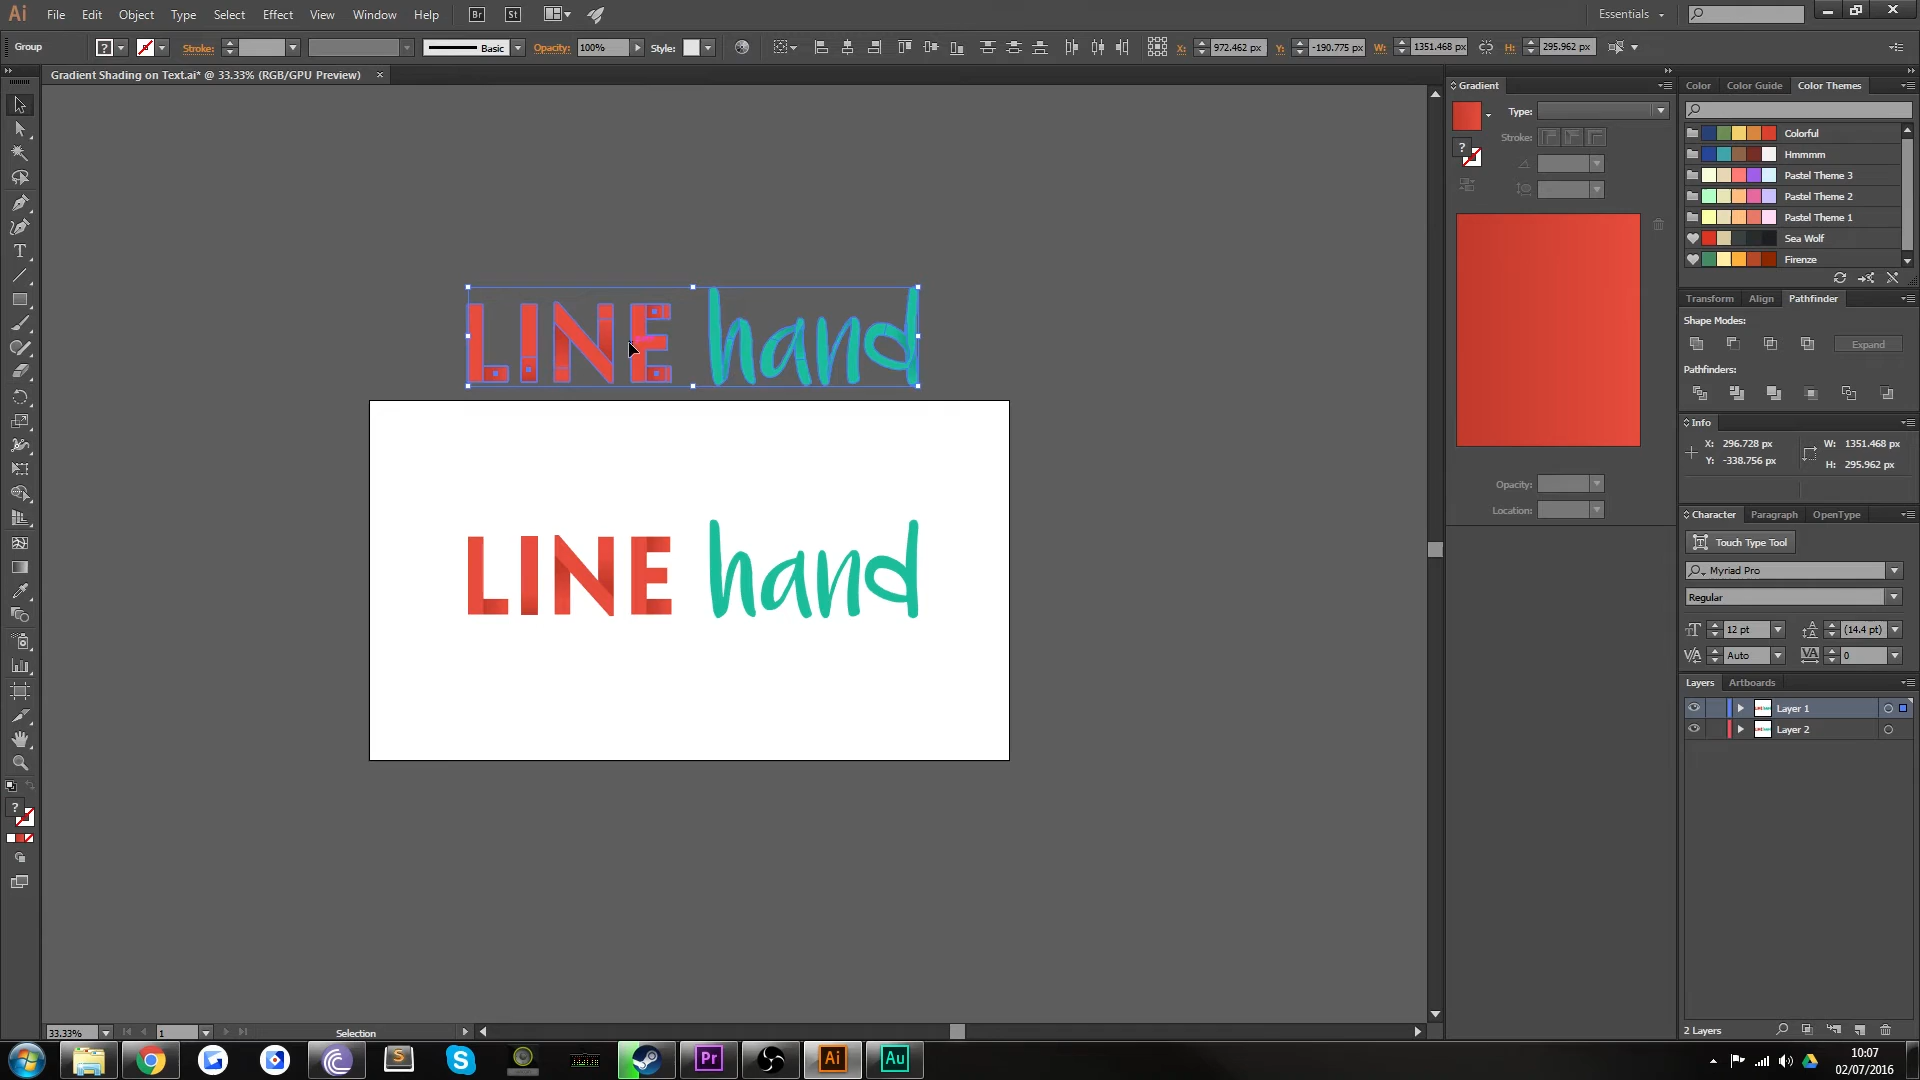 Ai File Edit Object Type Select Effect View Window Help Br St Essentials
Group ? Stroke: Basic Opacity: 100% Style: X: 972.462 px Y: -190.775 px W: 1351.468 px H: 295.962 px
Gradient Shading on Text.ai* @ 33.33% (RGB/GPU Preview)
LINE hand
LINE hand
Gradient
Type:
Stroke:
?
Opacity:
Location:
Color Color Guide Color Themes
Colorful
Hmmmm
Pastel Theme 3
Pastel Theme 2
Pastel Theme 1
Sea Wolf
Firenze
Transform Align Pathfinder
Shape Modes:
Expand
Pathfinders:
Info
X: 296.728 px W: 1351.468 px
Y: -338.756 px H: 295.962 px
Character Paragraph OpenType
Touch Type Tool
Myriad Pro
Regular
12 pt (14.4 pt)
Auto 0
Layers Artboards
Layer 1
Layer 2
2 Layers
33.33% 1 Selection
Pr Ai Au
10:07
02/07/2016